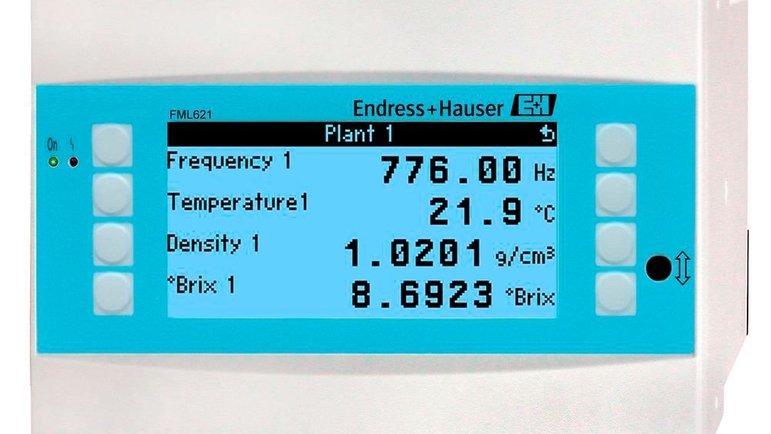 FML621
Endress+Hauser E+H
On
Plant 1
Frequency 1 776.00 Hz
Temperature1 21.9 °C
Density 1 1.0201 g/cm³
°Brix 1 8.6923 °Brix